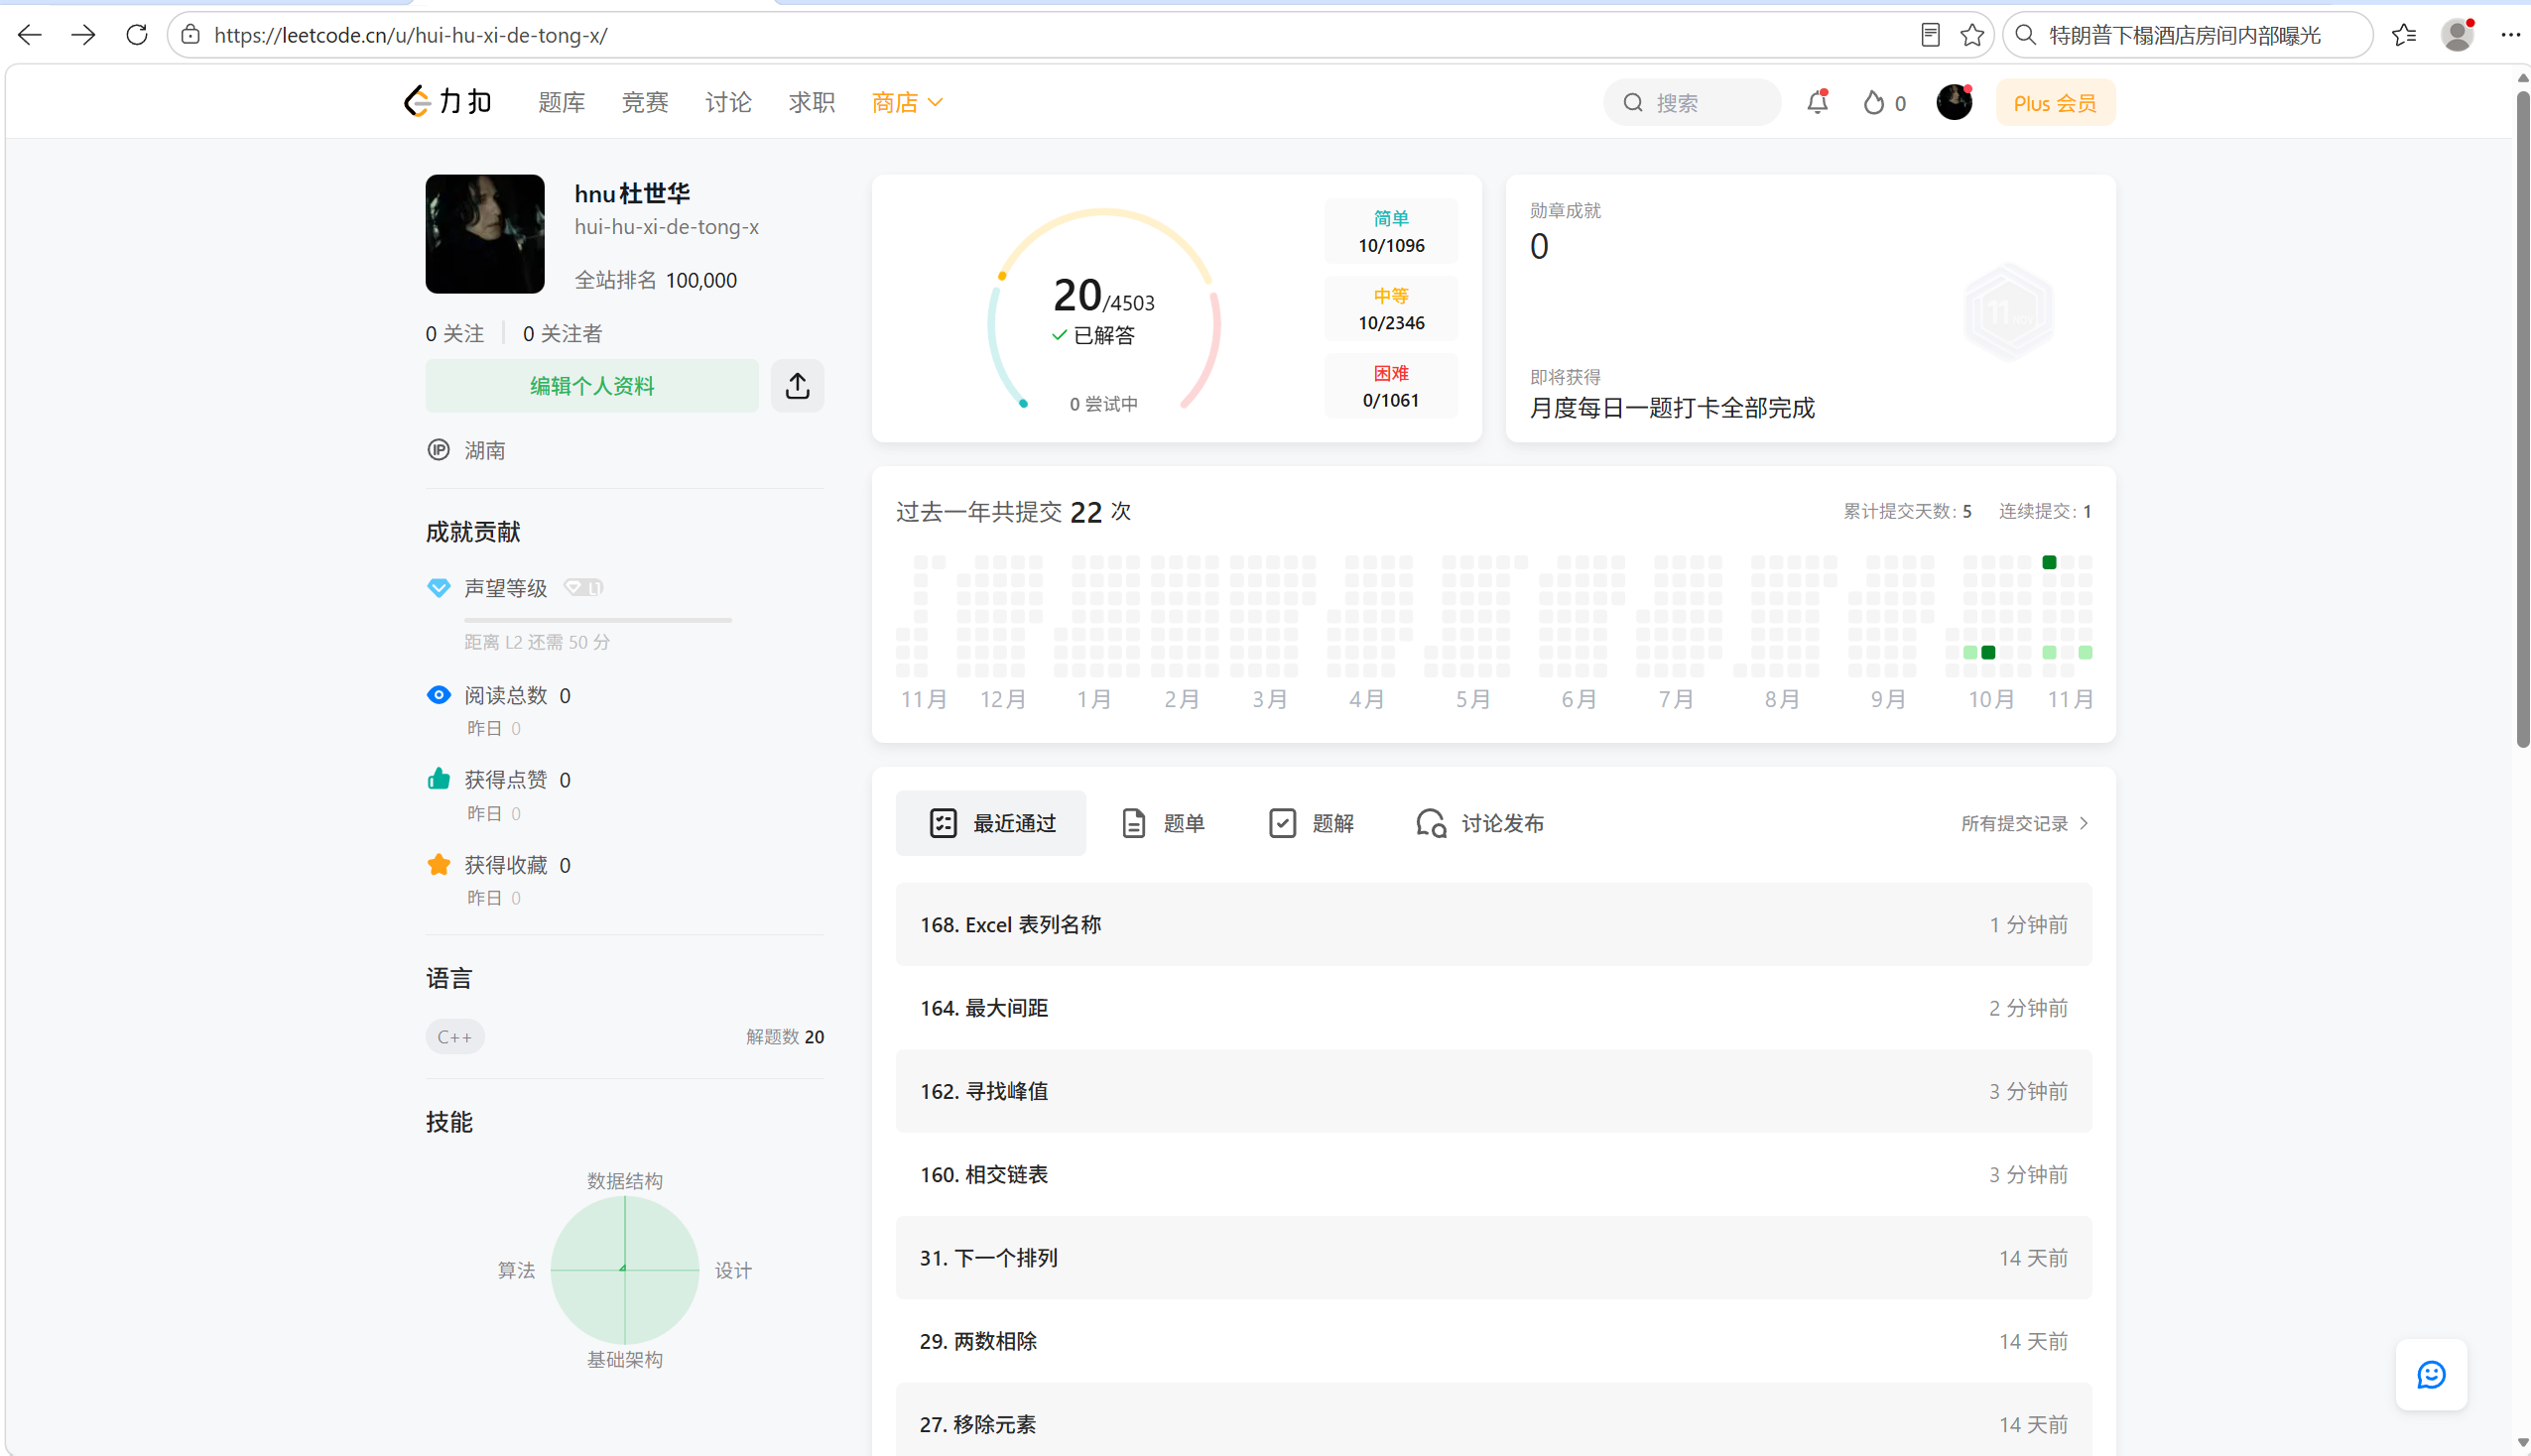 https://leetcode.cn/u/hui-hu-xi-de-tong-x/
特朗普下榻酒店房间内部曝光
力扣
题库
竞赛
讨论
求职
商店
搜索
0
Plus 会员
hnu杜世华
hui-hu-xi-de-tong-x
全站排名 100,000
0 关注
0 关注者
编辑个人资料
湖南
成就贡献
声望等级
L1
距离 L2 还需 50 分
阅读总数 0
昨日 0
获得点赞 0
昨日 0
获得收藏 0
昨日 0
语言
C++
解题数 20
技能
数据结构
算法
设计
基础架构
20/4503
已解答
0 尝试中
简单
10/1096
中等
10/2346
困难
0/1061
勋章成就
0
11
即将获得
月度每日一题打卡全部完成
过去一年共提交 22 次
累计提交天数: 5
连续提交: 1
11月
12月
1月
2月
3月
4月
5月
6月
7月
8月
9月
10月
11月
最近通过
题单
题解
讨论发布
所有提交记录
168. Excel 表列名称
1 分钟前
164. 最大间距
2 分钟前
162. 寻找峰值
3 分钟前
160. 相交链表
3 分钟前
31. 下一个排列
14 天前
29. 两数相除
14 天前
27. 移除元素
14 天前